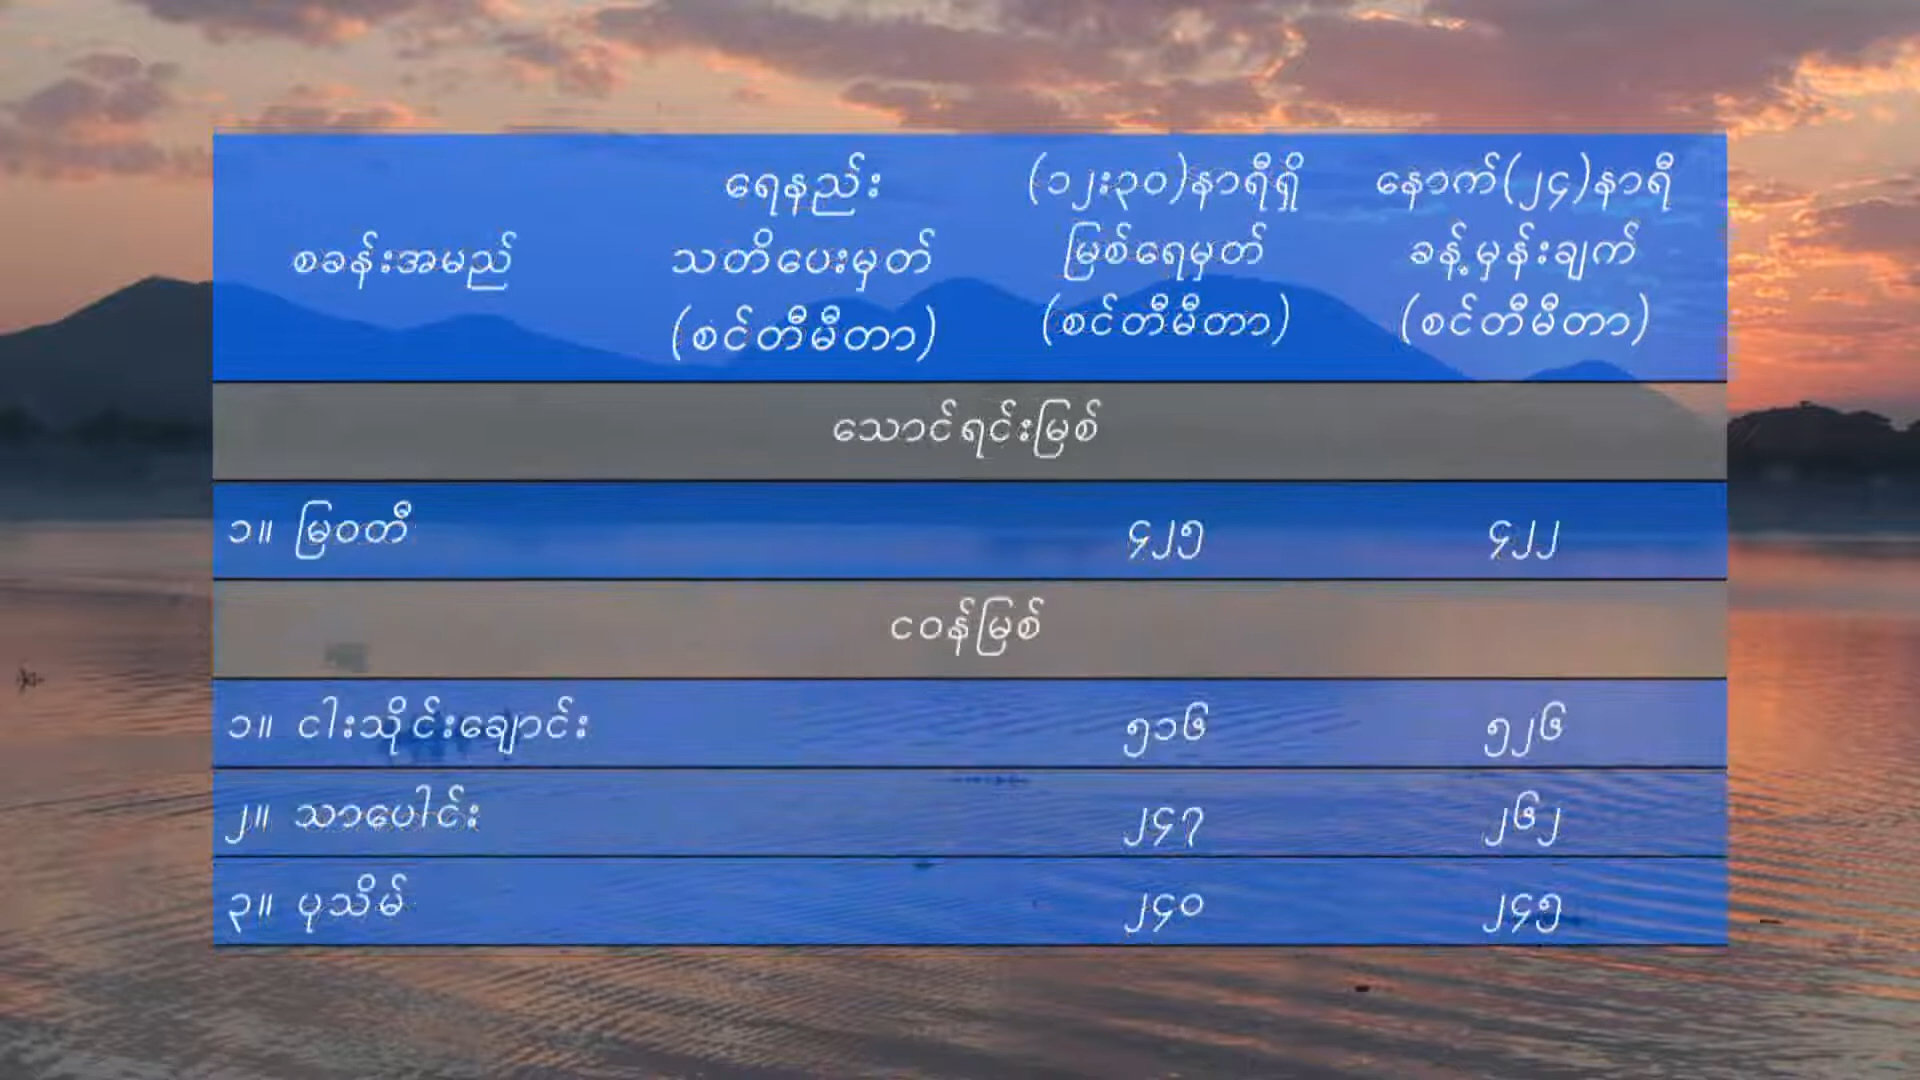 စခန်းအမည်
ရေနည်း
သတိပေးမှတ်
(စင်တီမီတာ)
(၁၂း၃၀)နာရီရှိ
မြစ်ရေမှတ်
(စင်တီမီတာ)
နောက်(၂၄)နာရီ
ခန့်မှန်းချက်
(စင်တီမီတာ)
သောင်ရင်းမြစ်
၁။ မြဝတီ ၄၂၅ ၄၂၂
ငဝန်မြစ်
၁။ ငါးသိုင်းချောင်း ၅၁၆ ၅၂၆
၂။ သာပေါင်း ၂၄၇ ၂၆၂
၃။ ပုသိမ် ၂၄၀ ၂၄၅